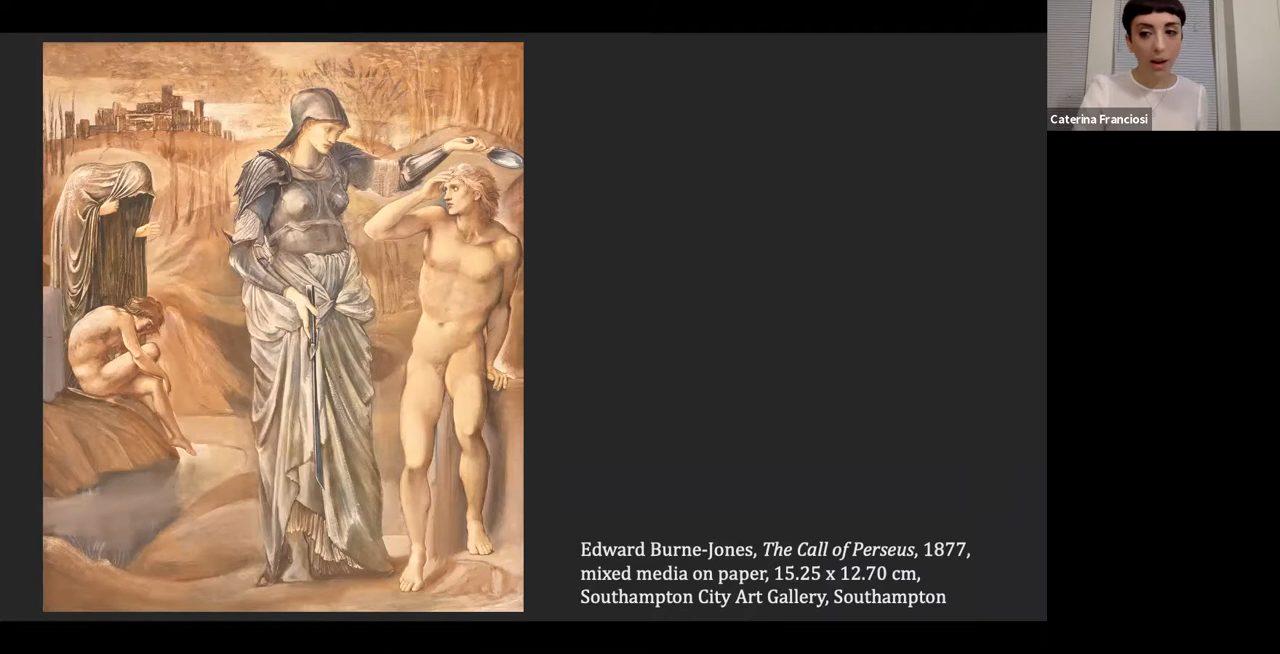 Caterina Franciosi
Edward Burne-Jones, The Call of Perseus, 1877,
mixed media on paper, 15.25 x 12.70 cm,
Southampton City Art Gallery, Southampton